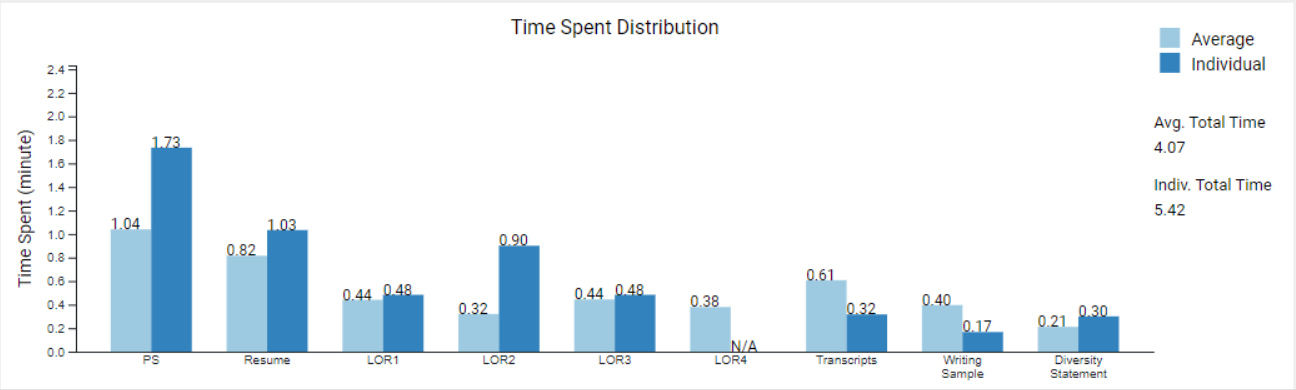 Time Spent Distribution
Average
Individual
Avg. Total Time
4.07
Indiv. Total Time
5.42
Time Spent (minute)
2.4
2.2
2.0
1.8
1.6
1.4
1.2
1.0
0.8
0.6
0.4
0.2
0.0
1.04
1.73
0.82
1.03
0.44
0.48
0.32
0.90
0.44
0.48
0.38
N/A
0.61
0.32
0.40
0.17
0.21
0.30
PS
Resume
LOR1
LOR2
LOR3
LOR4
Transcripts
Writing
Sample
Diversity
Statement